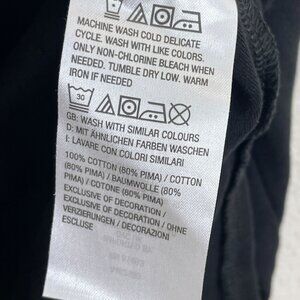 MACHINE WASH COLD DELICATE
CYCLE. WASH WITH LIKE COLORS.
ONLY NON-CHLORINE BLEACH WHEN
NEEDED. TUMBLE DRY LOW. WARM
IRON IF NEEDED
30
GB: WASH WITH SIMILAR COLOURS
D: MIT ÄHNLICHEN FARBEN WASCHEN
I: LAVARE CON COLORI SIMILARI
100% COTTON (80% PIMA) / COTTON
(80% PIMA) / BAUMWOLLE (80%
PIMA) / COTONE (80% PIMA)
EXCLUSIVE OF DECORATION /
EXCLUSIVE OF DECORATION / OHNE
VERZIERUNGEN / DECORAZIONI
ESCLUSE